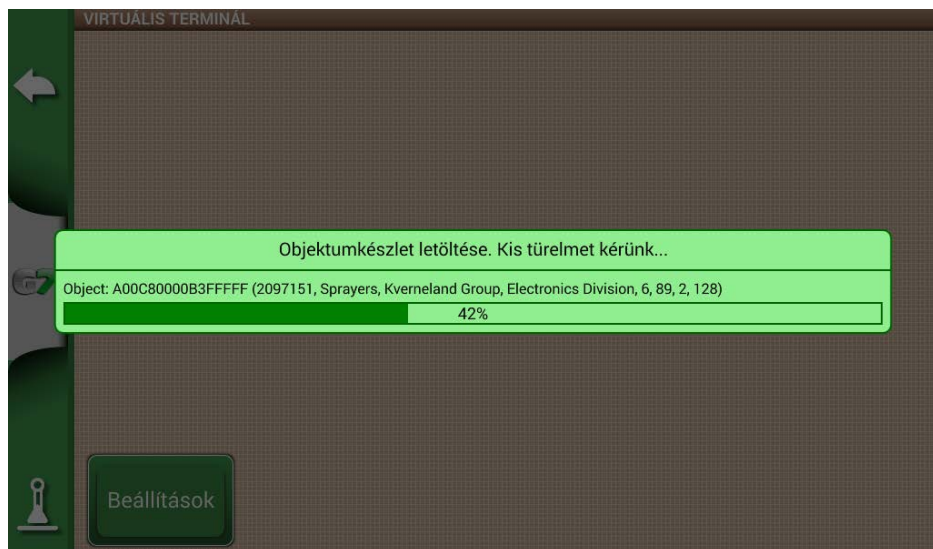 VIRTUÁLIS TERMINÁL
Objektumkészlet letöltése. Kis türelmet kérünk...
G7
Object: A00C80000B3FFFFF (2097151, Sprayers, Kverneland Group, Electronics Division, 6, 89, 2, 128)
42%
Beállítások